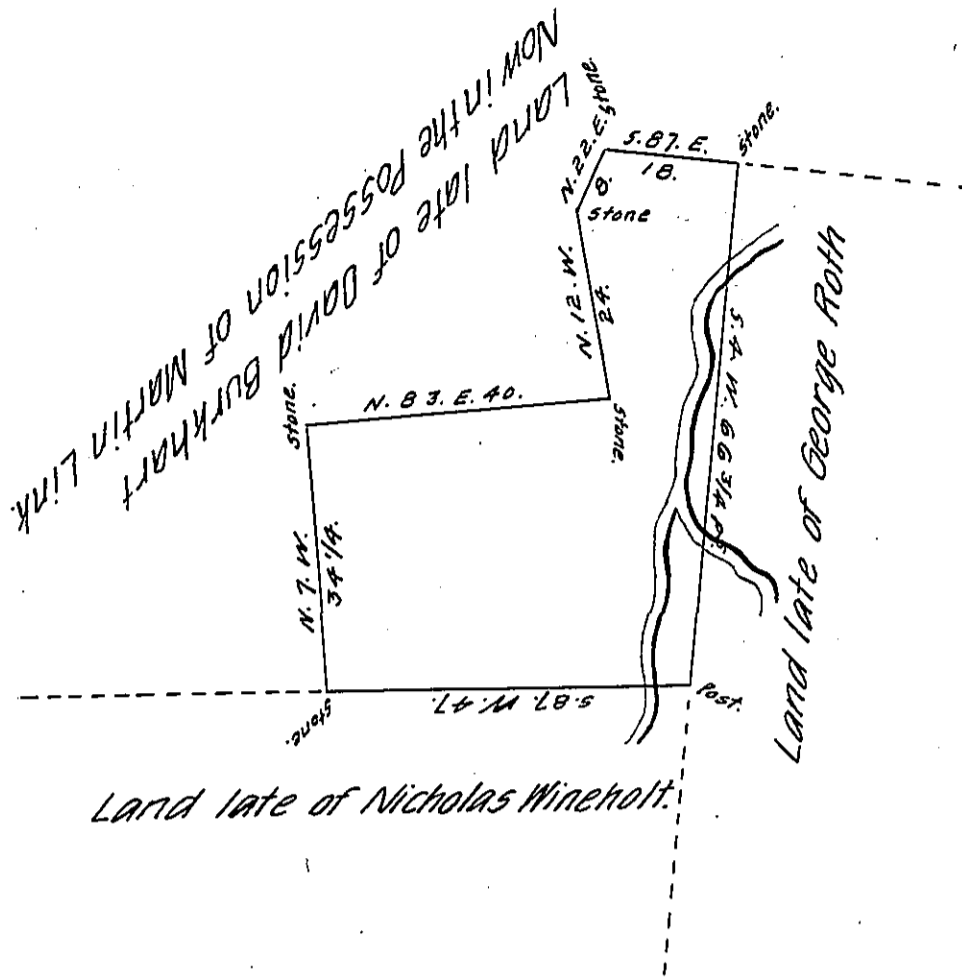 Now in the Possession of Martin Link.
Land late of David Burkhart
N. 22. E.
8.
stone.
S. 87. E.
18.
stone.
stone
N. 12. W.
24.
S. 4. W. 66 3/4 Ps.
Land late of George Roth
N. 83. E. 40.
stone.
stone.
N. 7. W.
34 1/4.
S. 87. W. 47.
stone.
Post.
Land late of Nicholas Wineholt.